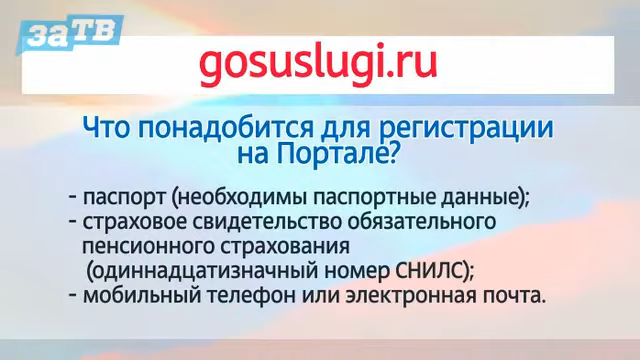 заТВ
gosuslugi.ru
Что понадобится для регистрации
на Портале?
- паспорт (необходимы паспортные данные);
- страховое свидетельство обязательного
пенсионного страхования
(одиннадцатизначный номер СНИЛС);
- мобильный телефон или электронная почта.